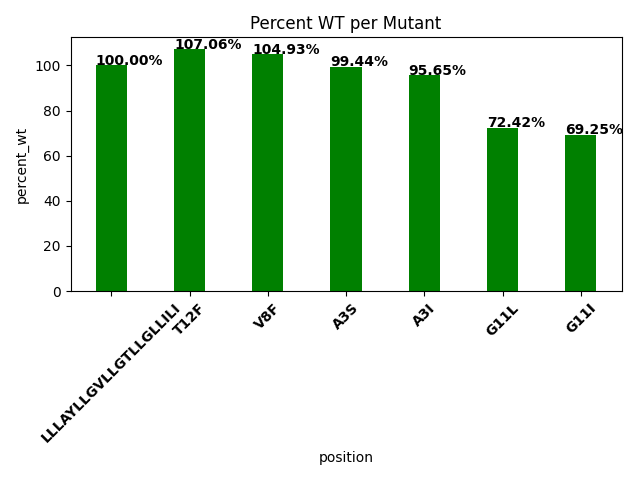 Percent WT per Mutant
percent_wt
100
80
60
40
20
0
100.00%
107.06%
104.93%
99.44%
95.65%
72.42%
69.25%
LLLAYLLGVLLGTLLGLLILI
T12F
V8F
A3S
A3I
G11L
G11I
position